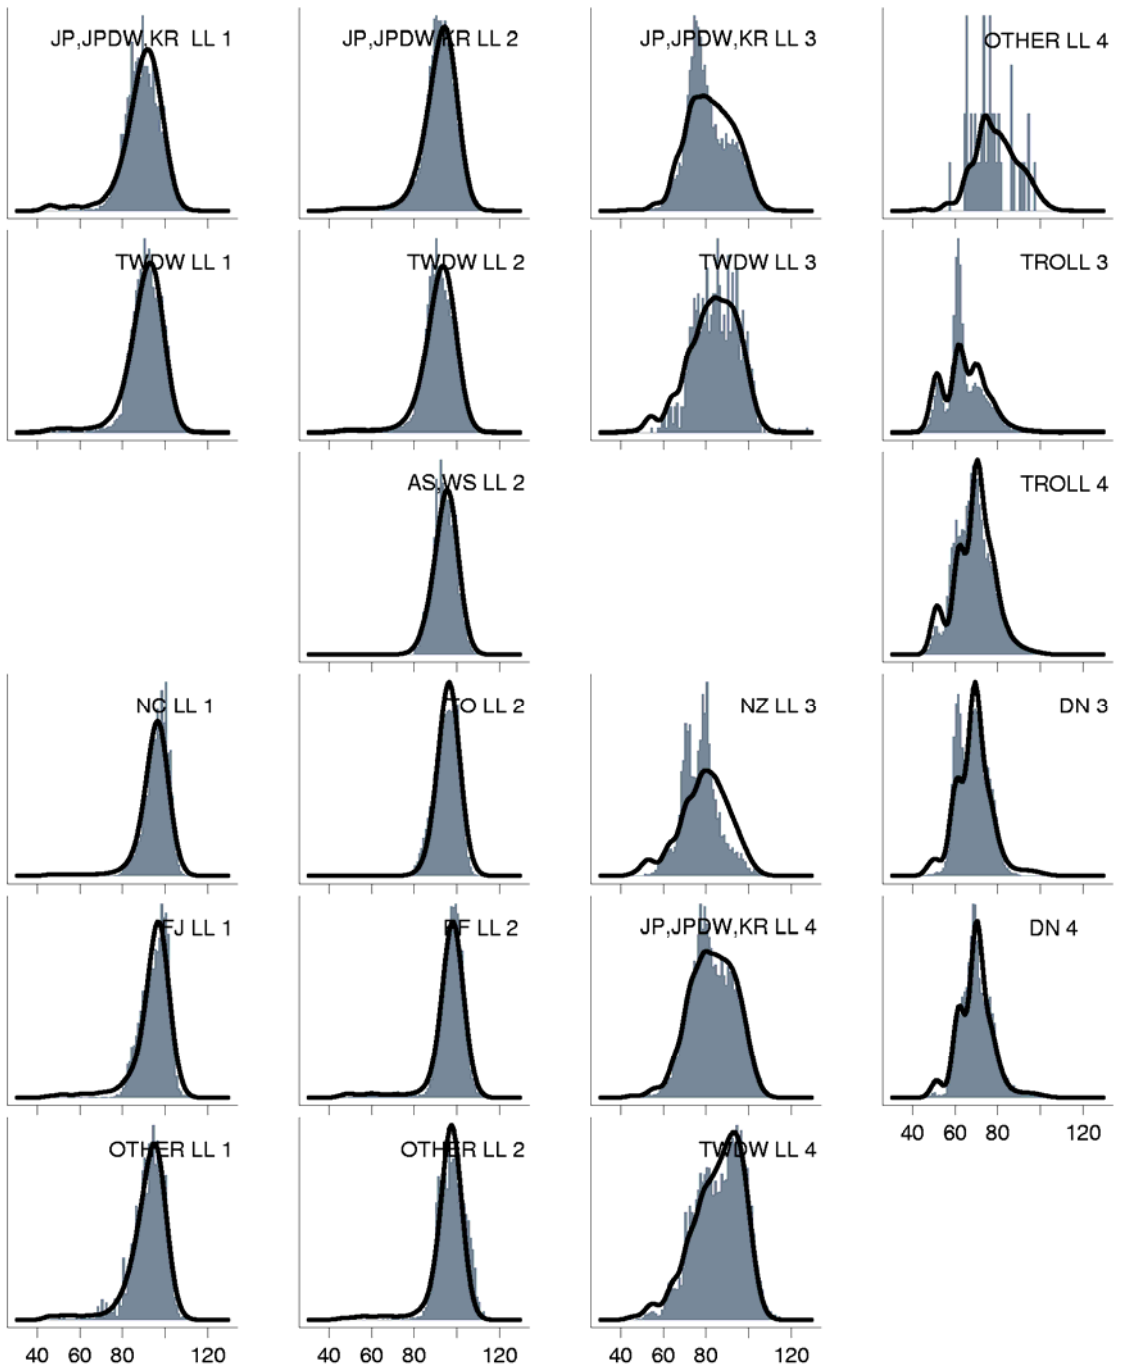 JP,JPDW,KR LL 1
JP,JPDW,KR LL 2
JP,JPDW,KR LL 3
OTHER LL 4
TWDW LL 1
TWDW LL 2
TWDW LL 3
TROLL 3
AS,WS LL 2
TROLL 4
NC LL 1
TO LL 2
NZ LL 3
DN 3
FJ LL 1
PF LL 2
JP,JPDW,KR LL 4
DN 4
40 60 80 120
OTHER LL 1
OTHER LL 2
TWDW LL 4
40 60 80 120
40 60 80 120
40 60 80 120